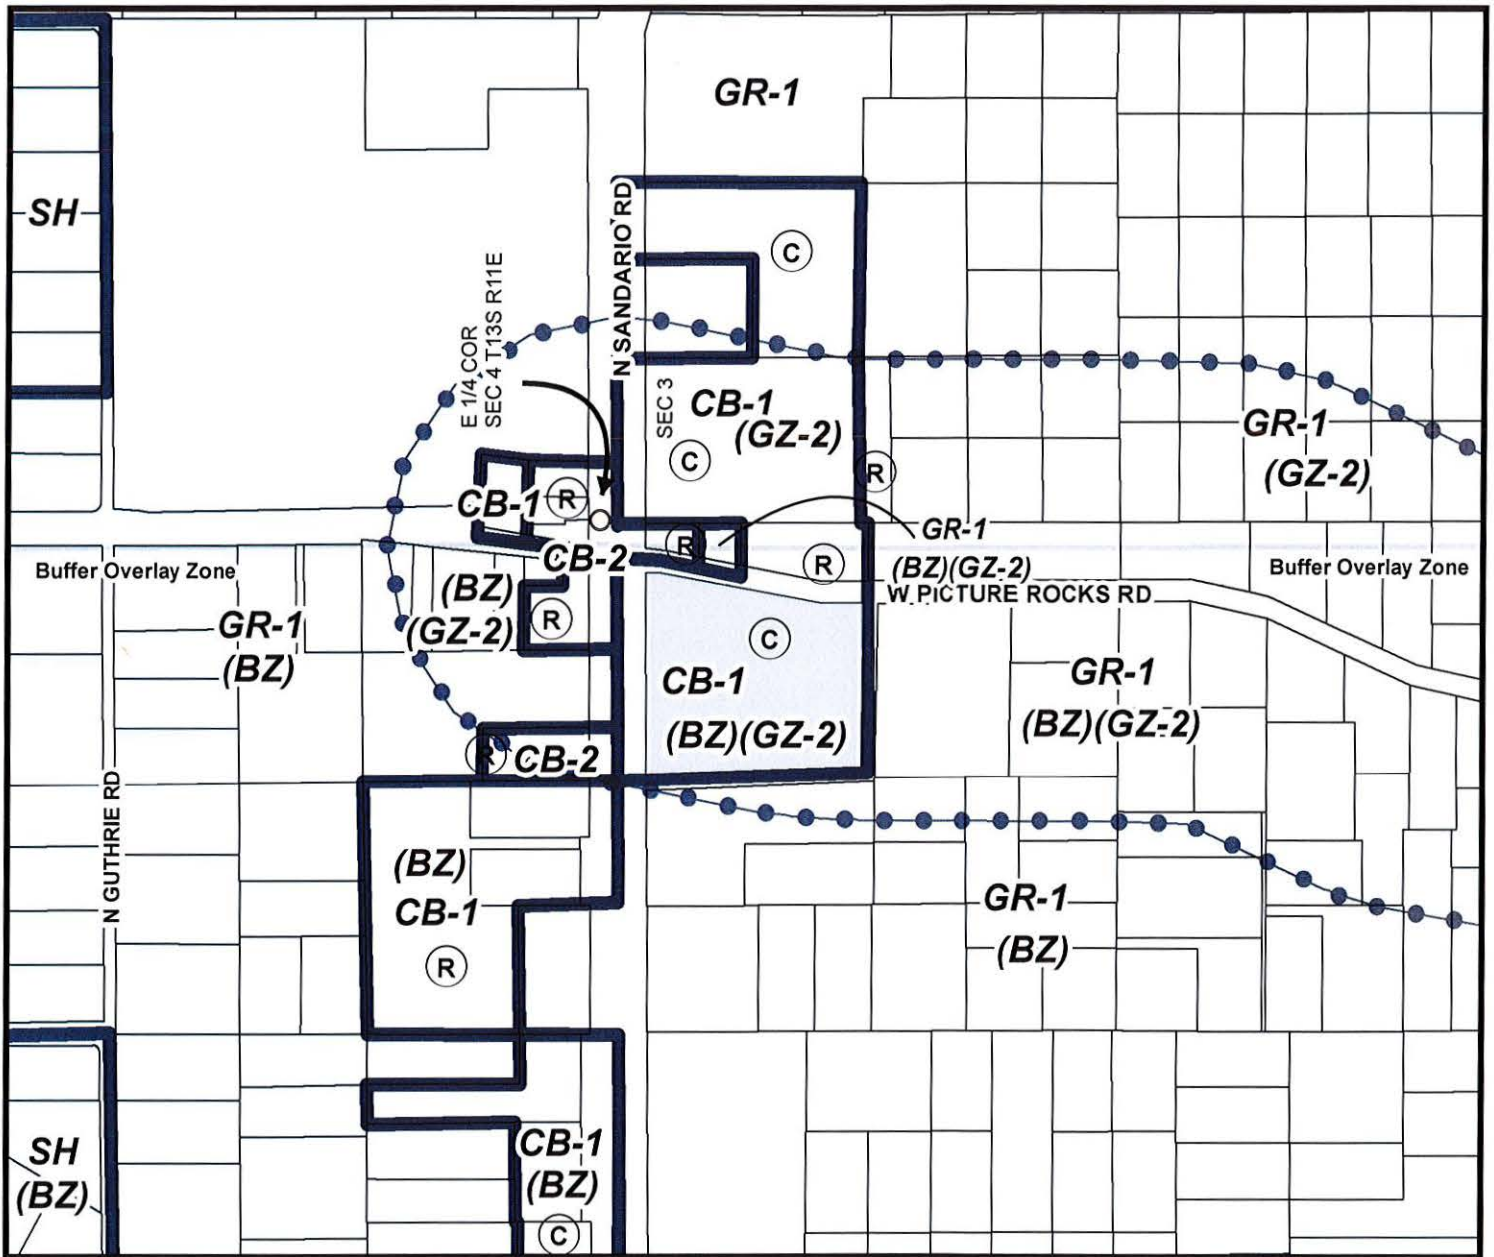 GR-1
SH
N SANDARIO RD
C
E 1/4 COR
SEC 4 T13S R11E
SEC 3
CB-1
(GZ-2)
C
GR-1
(GZ-2)
R
CB-1
R
CB-2
R
GR-1
(BZ)(GZ-2)
R
Buffer Overlay Zone
Buffer Overlay Zone
W PICTURE ROCKS RD
(BZ)
(GZ-2)
R
GR-1
(BZ)
C
CB-1
(BZ)(GZ-2)
GR-1
(BZ)(GZ-2)
R
CB-2
N GUTHRIE RD
(BZ)
CB-1
R
GR-1
(BZ)
SH
(BZ)
CB-1
(BZ)
C